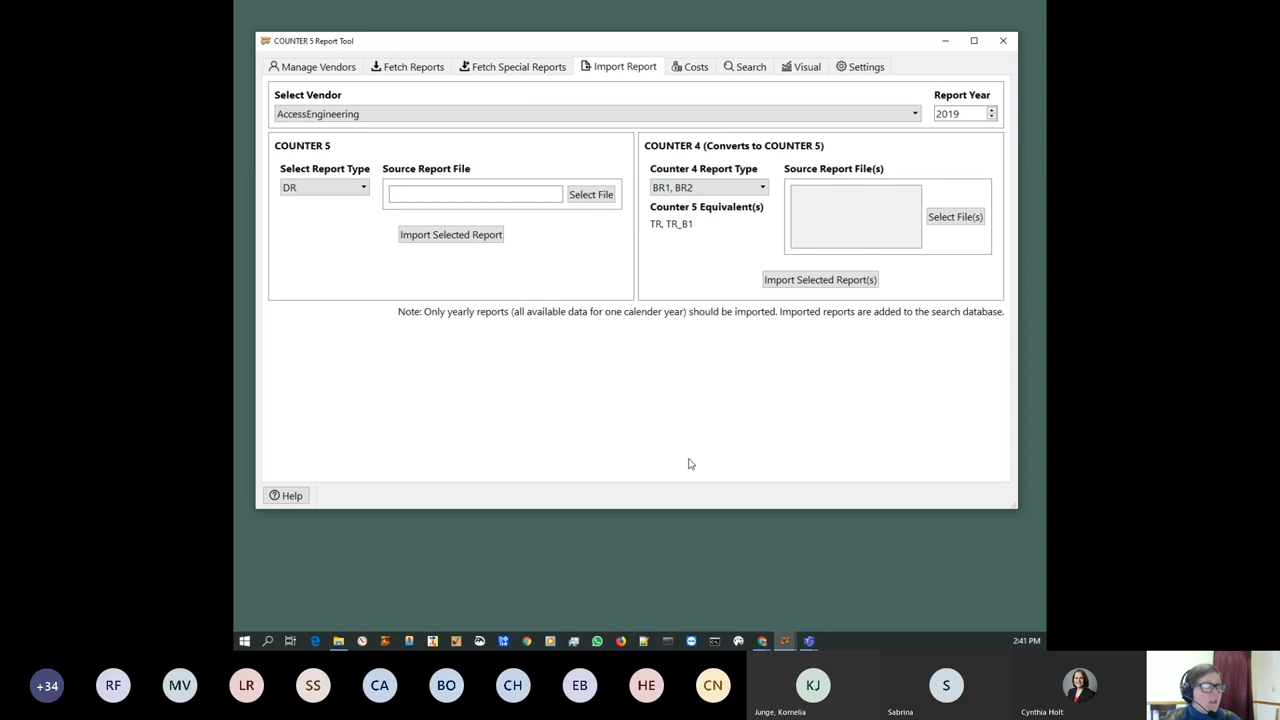 COUNTER 5 Report Tool
Manage Vendors
Fetch Reports
Fetch Special Reports
Import Report
Costs
Search
Visual
Settings
Select Vendor
Report Year
AccessEngineering
2019
COUNTER 5
Select Report Type
Source Report File
DR
Select File
Import Selected Report
COUNTER 4 (Converts to COUNTER 5)
Counter 4 Report Type
Source Report File(s)
BR1, BR2
Counter 5 Equivalent(s)
TR, TR_B1
Select File(s)
Import Selected Report(s)
Note: Only yearly reports (all available data for one calender year) should be imported. Imported reports are added to the search database.
Help
2:41 PM
+34
RF
MV
LR
SS
CA
BO
CH
EB
HE
CN
KJ
Junge, Kornelia
S
Sabrina
Cynthia Holt